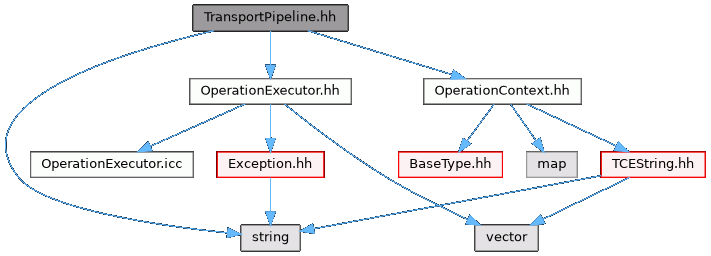 TransportPipeline.hh
OperationExecutor.hh
OperationContext.hh
OperationExecutor.icc
Exception.hh
BaseType.hh
map
TCEString.hh
string
vector